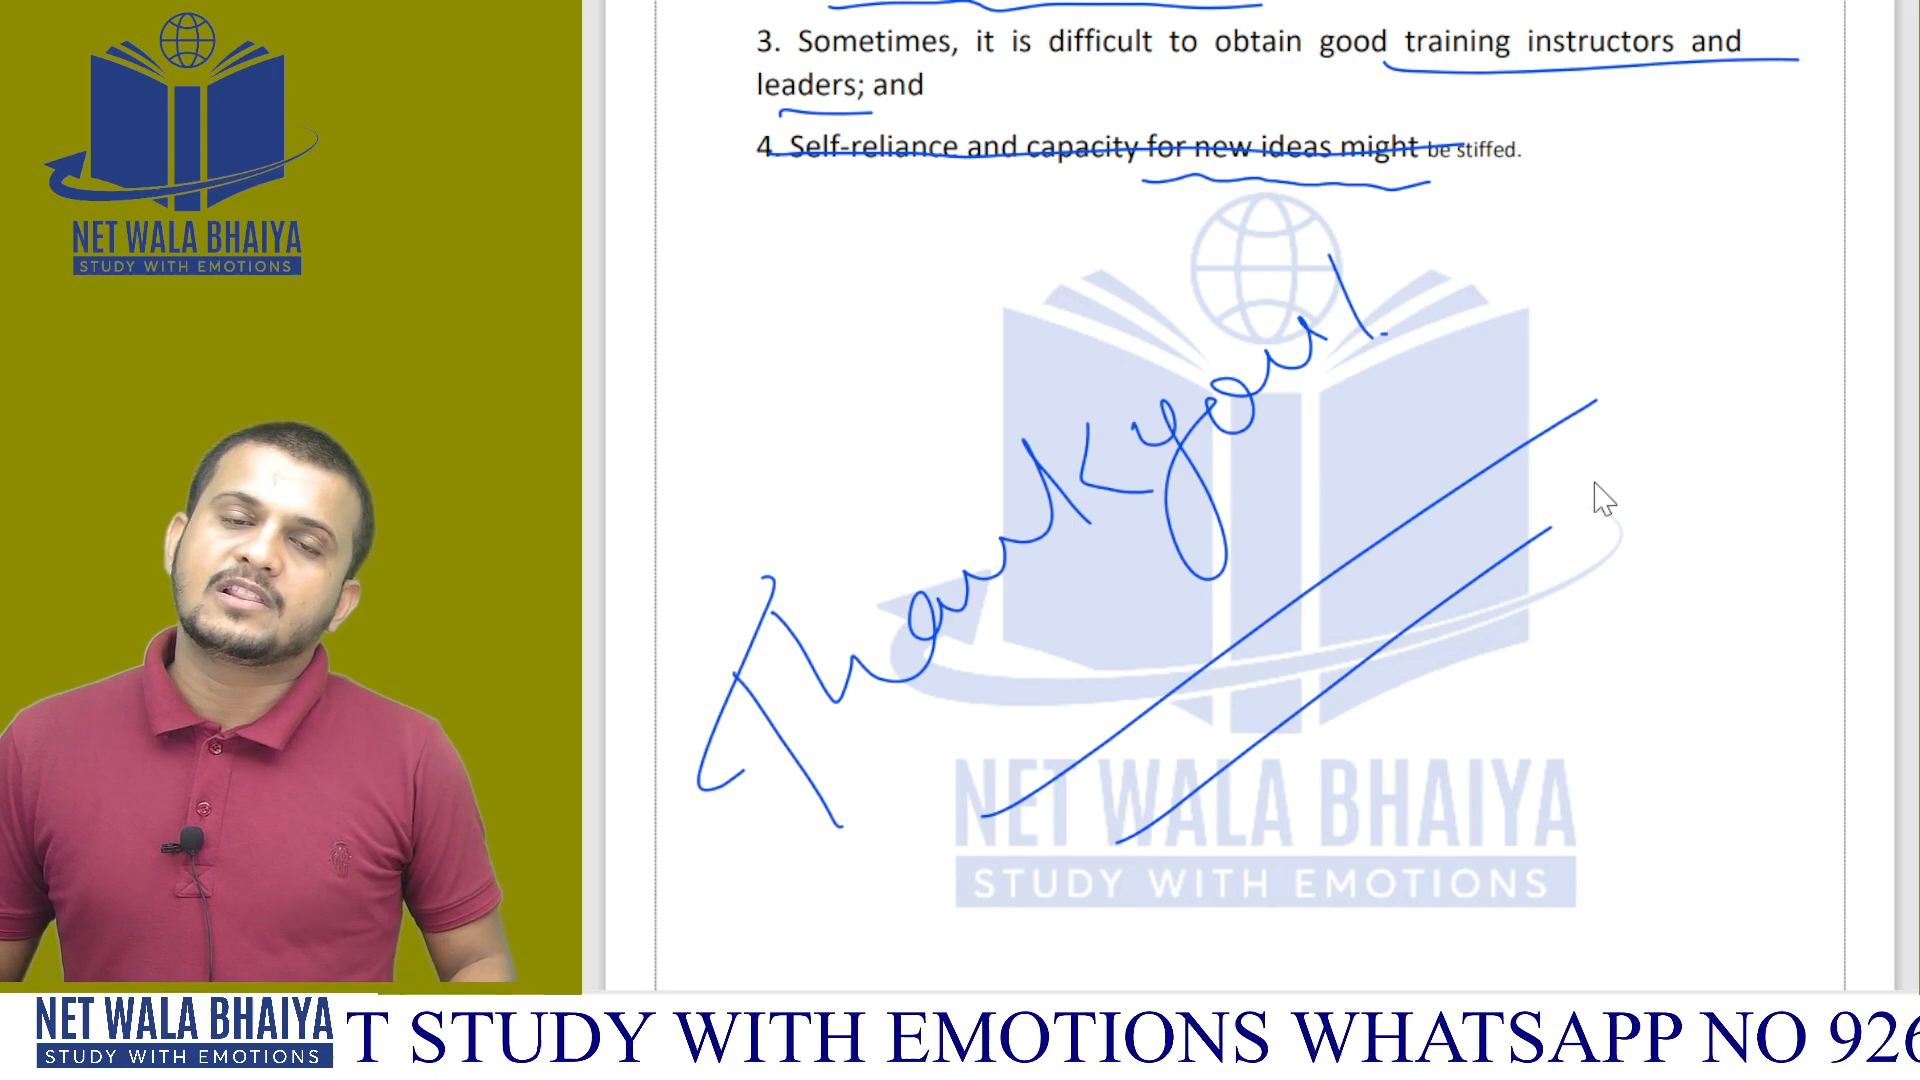 NET WALA BHAIYA
STUDY WITH EMOTIONS
3. Sometimes, it is difficult to obtain good training instructors and
leaders; and
4. Self-reliance and capacity for new ideas might be stiffed.
Thank you!
NET WALA BHAIYA
STUDY WITH EMOTIONS
NET WALA BHAIYA
STUDY WITH EMOTIONS
T STUDY WITH EMOTIONS WHATSAPP NO 926